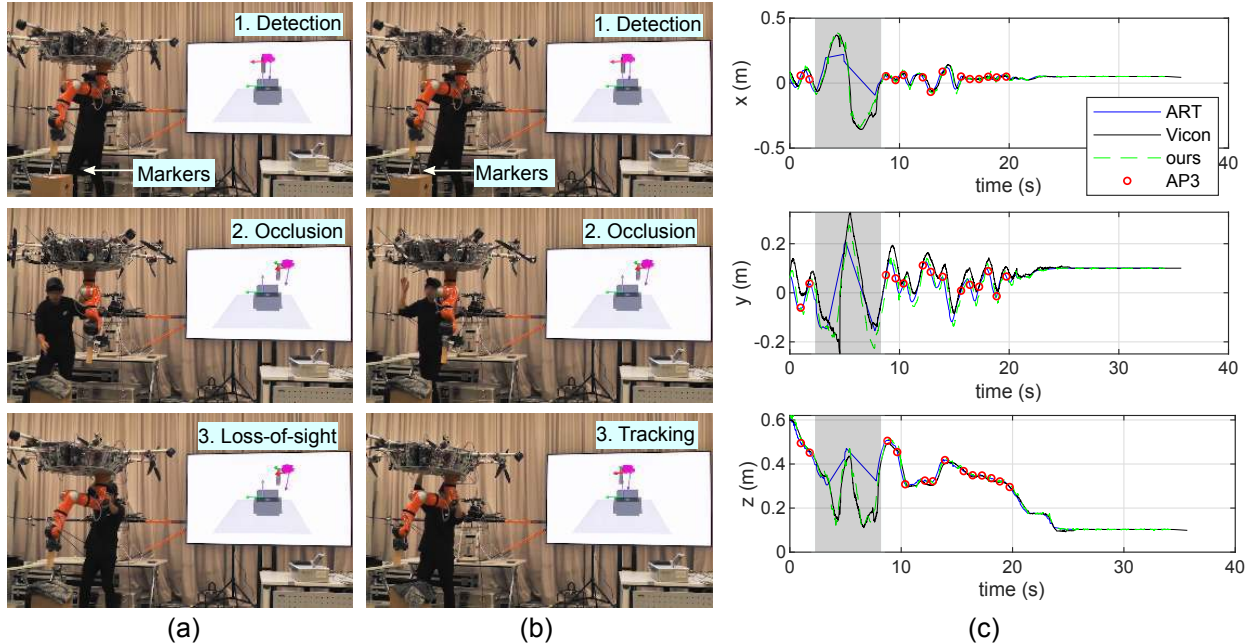 1. Detection
Markers
2. Occlusion
3. Loss-of-sight
(a)
1. Detection
Markers
2. Occlusion
3. Tracking
(b)
0.5
0
-0.5
x (m)
0 10 20 30 40
time (s)
ART
Vicon
ours
AP3
0.2
0
-0.2
y (m)
0 10 20 30 40
time (s)
0.6
0.4
0.2
0
z (m)
0 10 20 30 40
time (s)
(c)